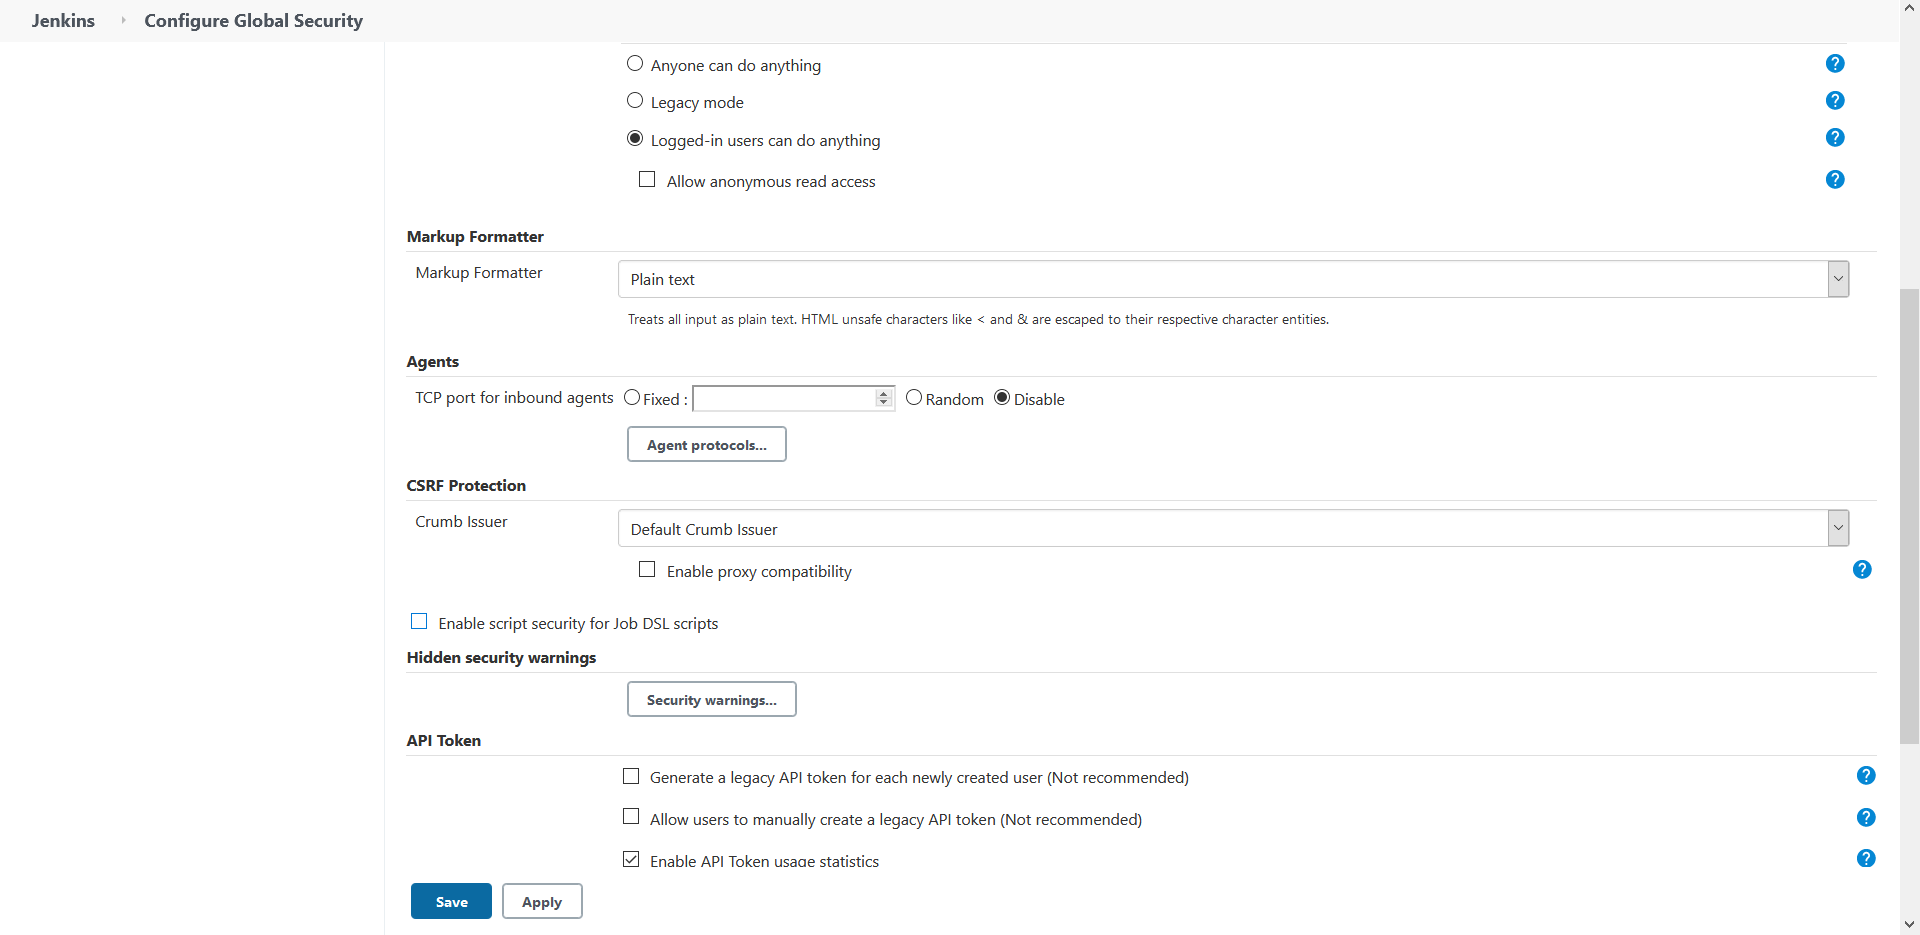 Jenkins Configure Global Security
Anyone can do anything
Legacy mode
Logged-in users can do anything
Allow anonymous read access
Markup Formatter
Markup Formatter Plain text
Treats all input as plain text. HTML unsafe characters like < and & are escaped to their respective character entities.
Agents
TCP port for inbound agents Fixed : Random Disable
Agent protocols...
CSRF Protection
Crumb Issuer Default Crumb Issuer
Enable proxy compatibility
Enable script security for Job DSL scripts
Hidden security warnings
Security warnings...
API Token
Generate a legacy API token for each newly created user (Not recommended)
Allow users to manually create a legacy API token (Not recommended)
Enable API Token usage statistics
Save Apply